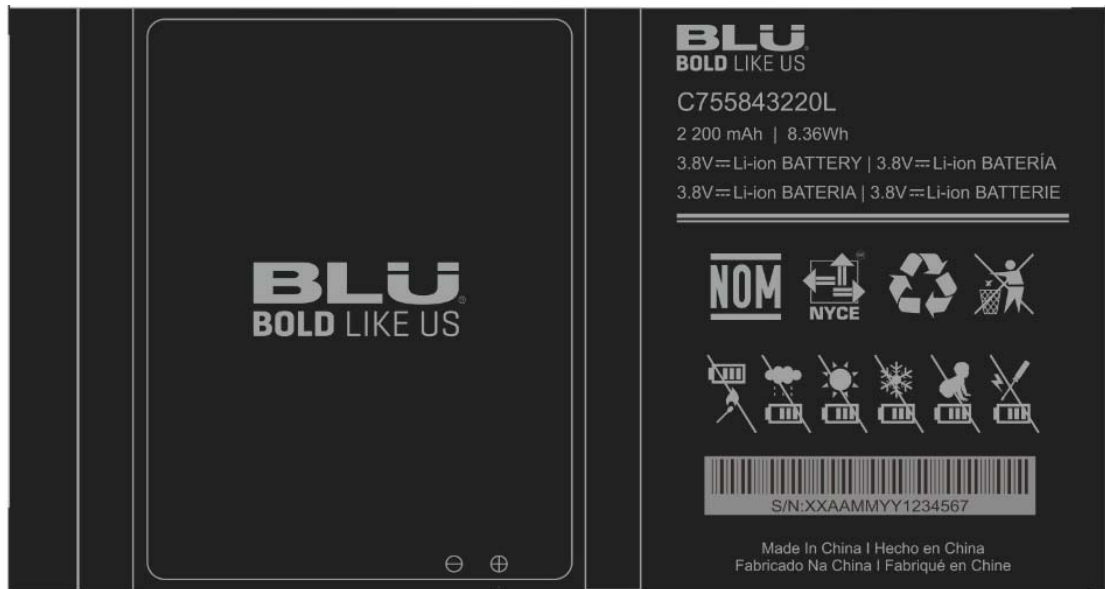 BLU
BOLD LIKE US
BLU
BOLD LIKE US
C755843220L
2 200 mAh | 8.36Wh
3.8V⎓Li-ion BATTERY | 3.8V⎓Li-ion BATERÍA
3.8V⎓Li-ion BATERIA | 3.8V⎓Li-ion BATTERIE
NOM
NYCE
S/N:XXAAMMYY1234567
Made In China I Hecho en China
Fabricado Na China I Fabriqué en Chine